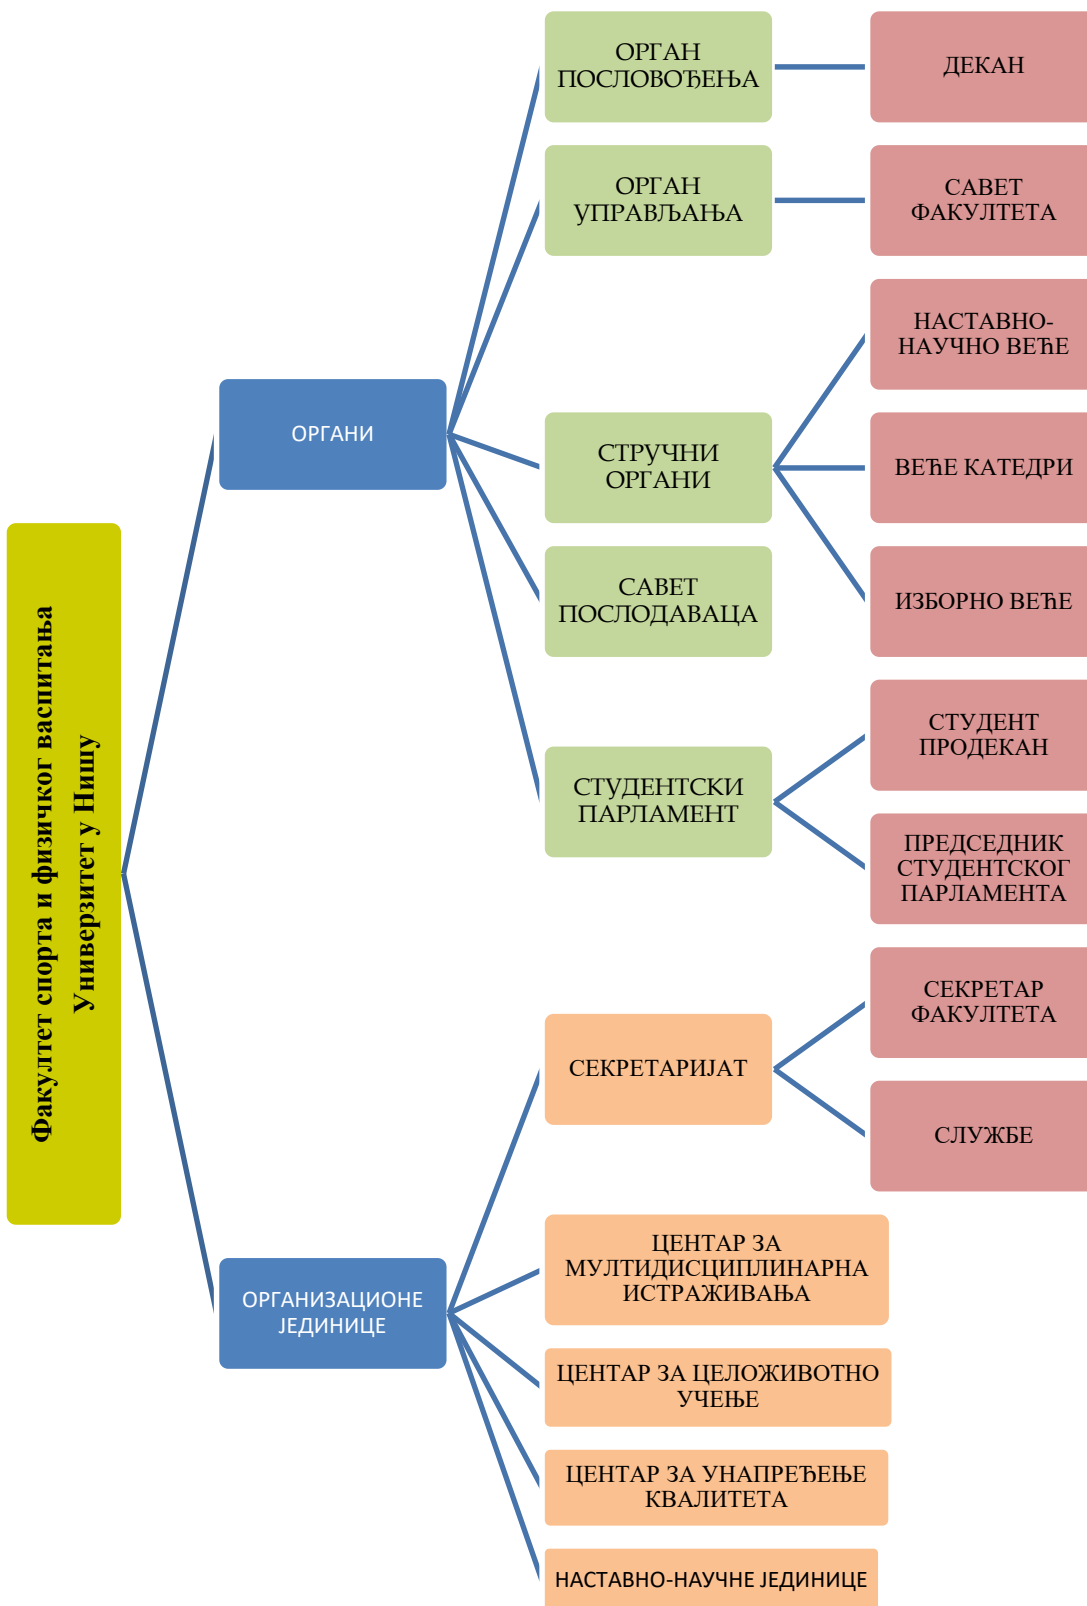 Факултет спорта и физичког васпитања
Универзитет у Нишу
ОРГАНИ
ОРГАН
ПОСЛОВОЂЕЊА
ДЕКАН
ОРГАН
УПРАВЉАЊА
САВЕТ
ФАКУЛТЕТА
СТРУЧНИ
ОРГАНИ
НАСТАВНО-
НАУЧНО ВЕЋЕ
ВЕЋЕ КАТЕДРИ
ИЗБОРНО ВЕЋЕ
САВЕТ
ПОСЛОДАВАЦА
СТУДЕНТСКИ
ПАРЛАМЕНТ
СТУДЕНТ
ПРОДЕКАН
ПРЕДСЕДНИК
СТУДЕНТСКОГ
ПАРЛАМЕНТА
ОРГАНИЗАЦИОНЕ
ЈЕДИНИЦЕ
СЕКРЕТАРИЈАТ
СЕКРЕТАР
ФАКУЛТЕТА
СЛУЖБЕ
ЦЕНТАР ЗА
МУЛТИДИСЦИПЛИНАРНА
ИСТРАЖИВАЊА
ЦЕНТАР ЗА ЦЕЛОЖИВОТНО
УЧЕЊЕ
ЦЕНТАР ЗА УНАПРЕЂЕЊЕ
КВАЛИТЕТА
НАСТАВНО-НАУЧНЕ ЈЕДИНИЦЕ